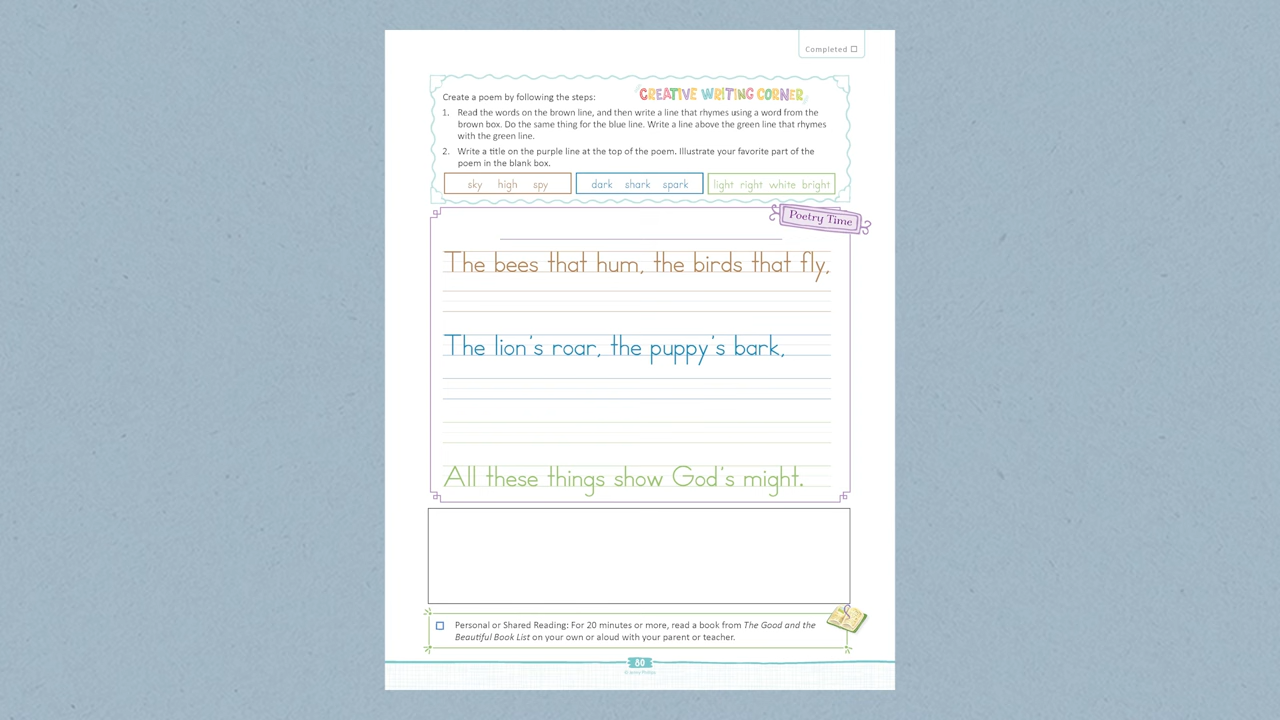 Completed
CREATIVE WRITING CORNER
Create a poem by following the steps:
1. Read the words on the brown line, and then write a line that rhymes using a word from the
brown box. Do the same thing for the blue line. Write a line above the green line that rhymes
with the green line.
2. Write a title on the purple line at the top of the poem. Illustrate your favorite part of the
poem in the blank box.
sky high spy
dark shark spark
light right white bright
Poetry Time
The bees that hum, the birds that fly,
The lion's roar, the puppy's bark,
All these things show God's might.
Personal or Shared Reading: For 20 minutes or more, read a book from The Good and the
Beautiful Book List on your own or aloud with your parent or teacher.
80
© Jenny Phillips